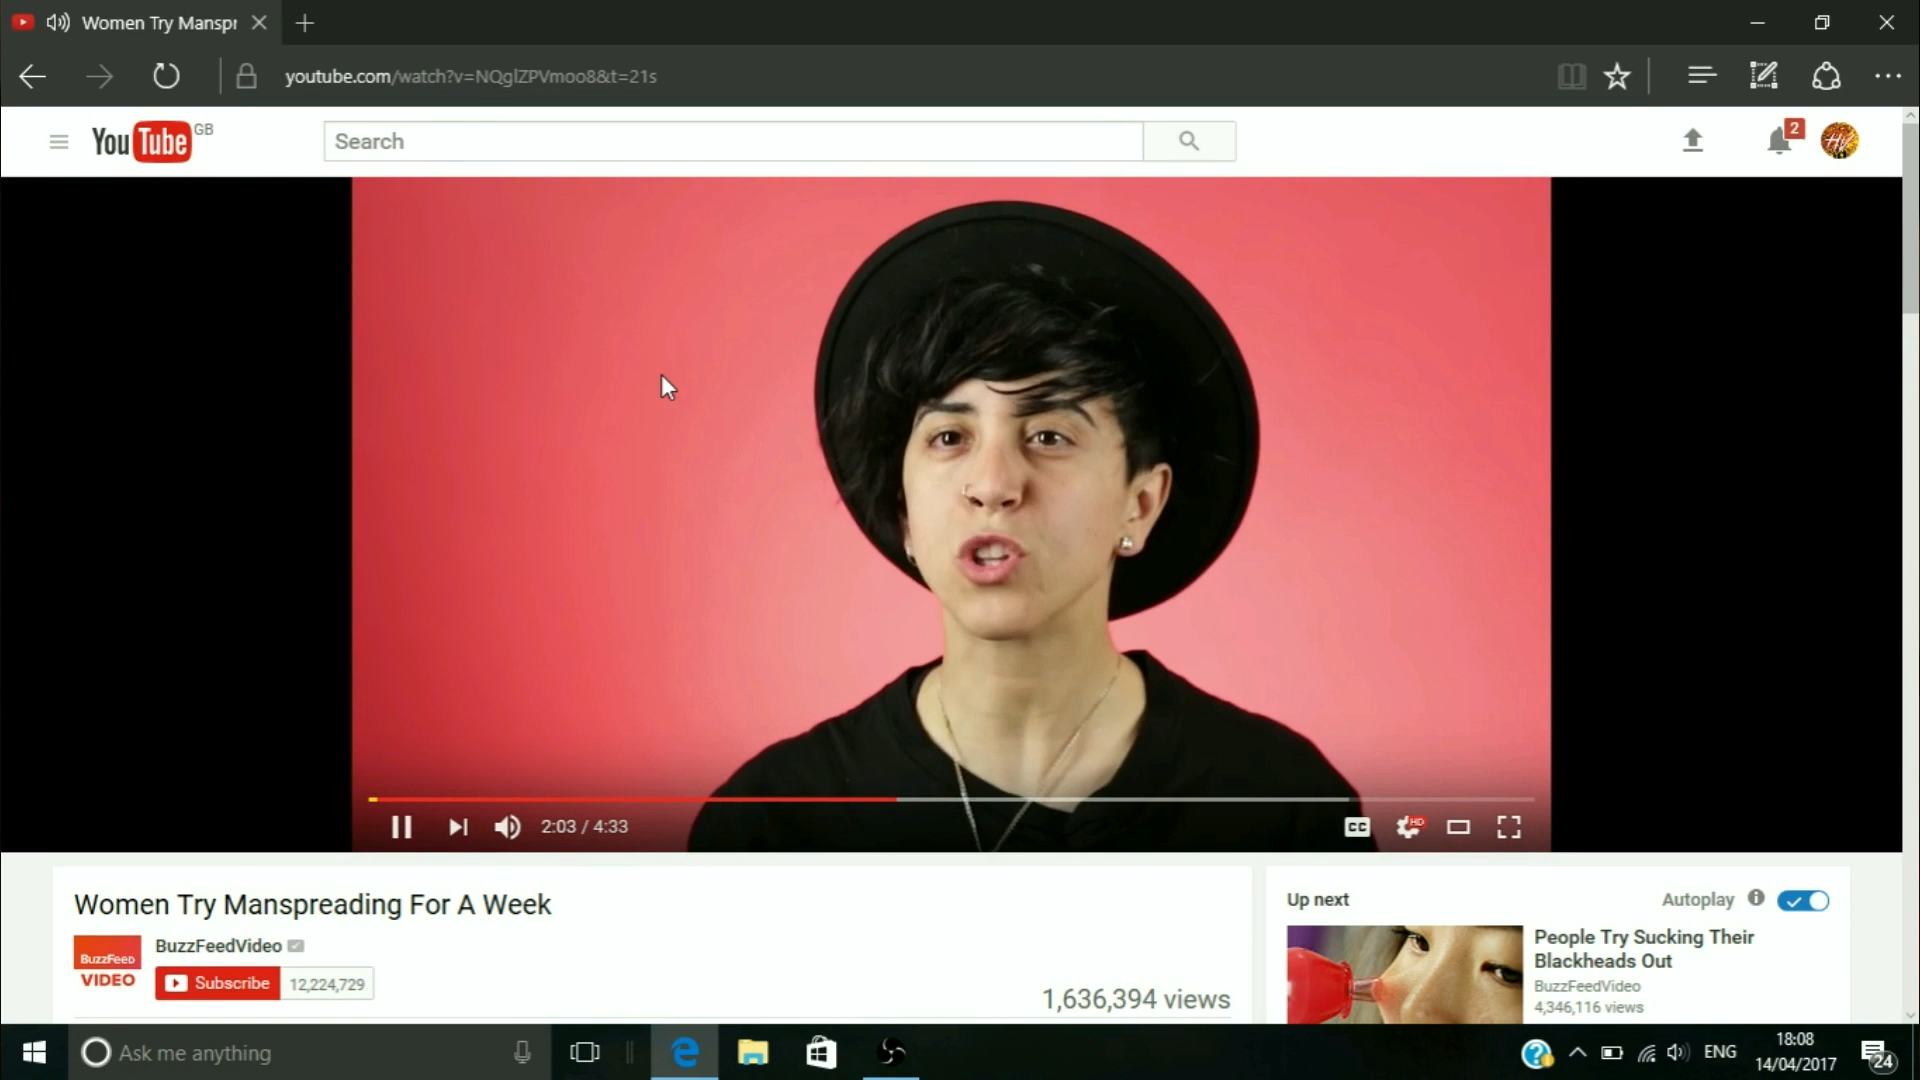 Women Try Manspr
youtube.com/watch?v=NQglZPVmoo8&t=21s
YouTube GB
Search
2
HD
CC
2:03 / 4:33
Women Try Manspreading For A Week
BuzzFeedVideo
BuzzFeed
VIDEO
Subscribe 12,224,729
1,636,394 views
Up next
Autoplay
People Try Sucking Their
Blackheads Out
BuzzFeedVideo
4,346,116 views
Ask me anything
ENG
18:08
14/04/2017
24